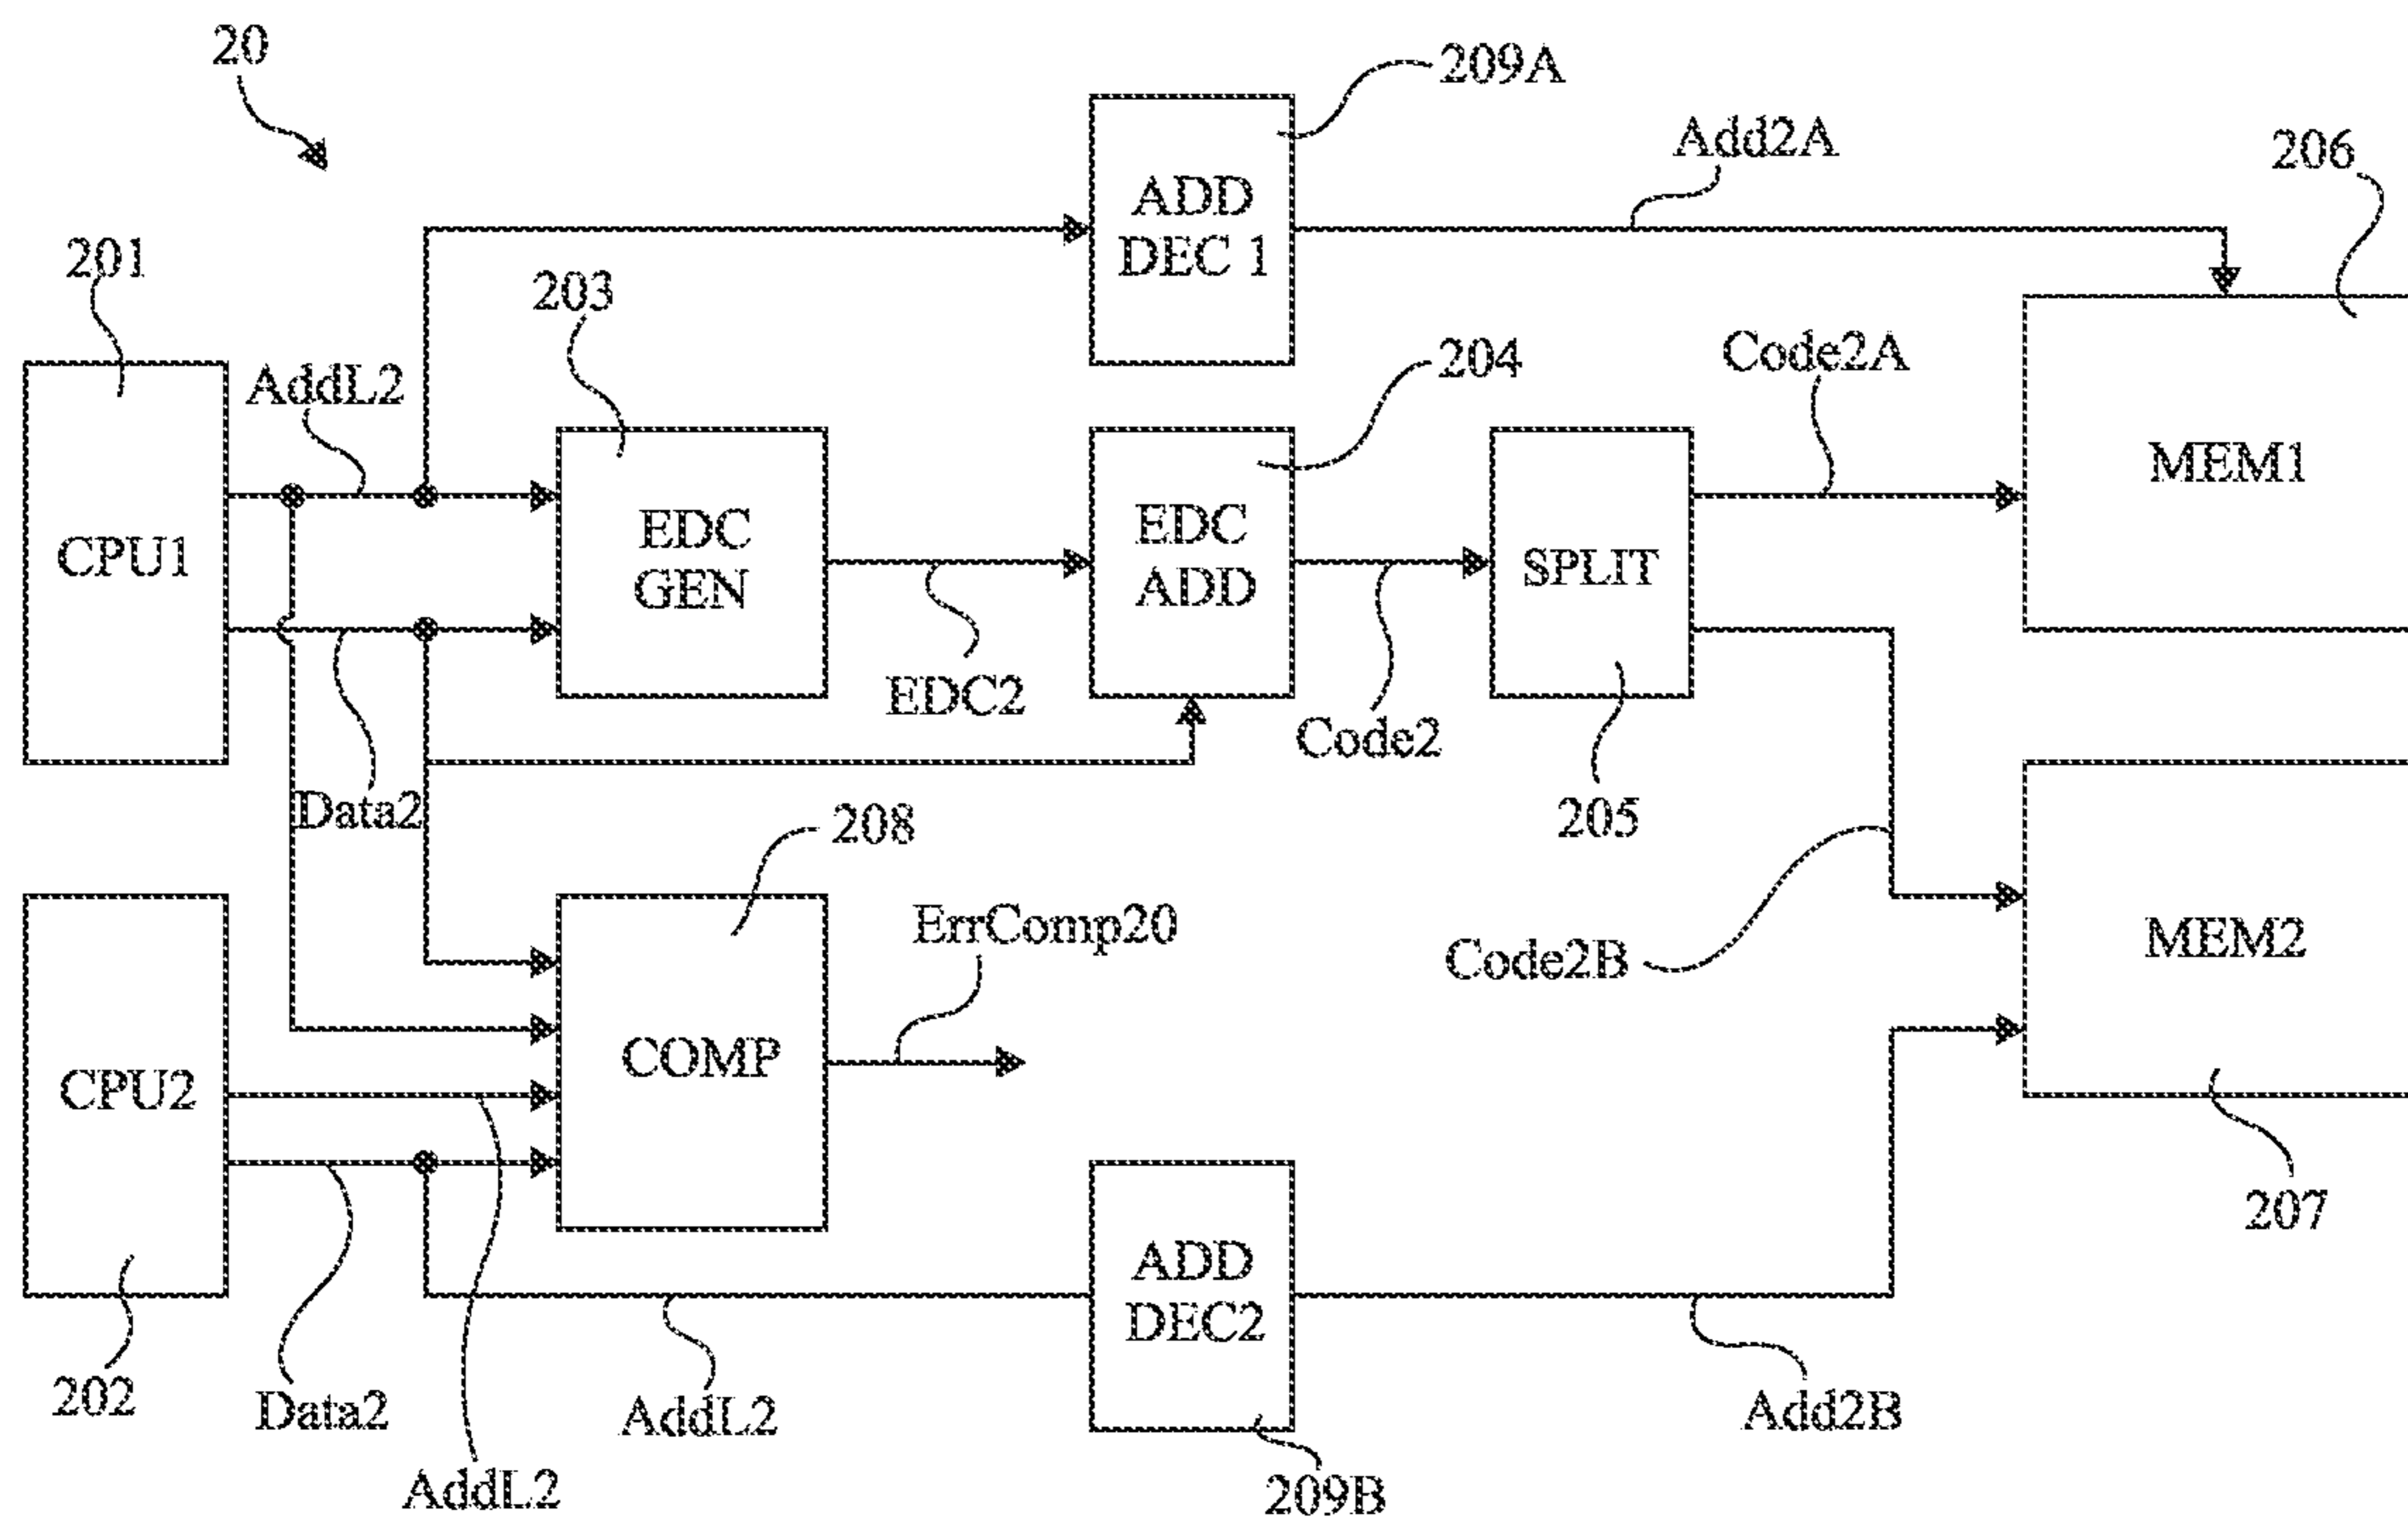 20
209A
Add2A
206
ADD
DEC 1
201
203
AddL2
Code2A
204
CPU1
EDC
GEN
EDC
ADD
SPLIT
MEM1
EDC2
Code2
Data2
205
208
ErrComp20
Code2B
MEM2
CPU2
COMP
207
ADD
DEC2
202
Data2
AddL2
Add2B
AddL2
209B